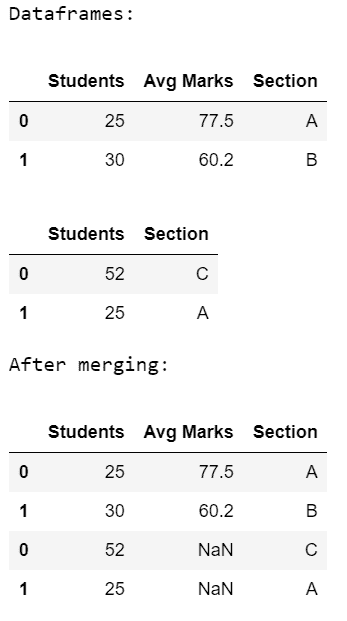 Dataframes:
Students Avg Marks Section
0 25 77.5 A
1 30 60.2 B
Students Section
0 52 C
1 25 A
After merging:
Students Avg Marks Section
0 25 77.5 A
1 30 60.2 B
0 52 NaN C
1 25 NaN A